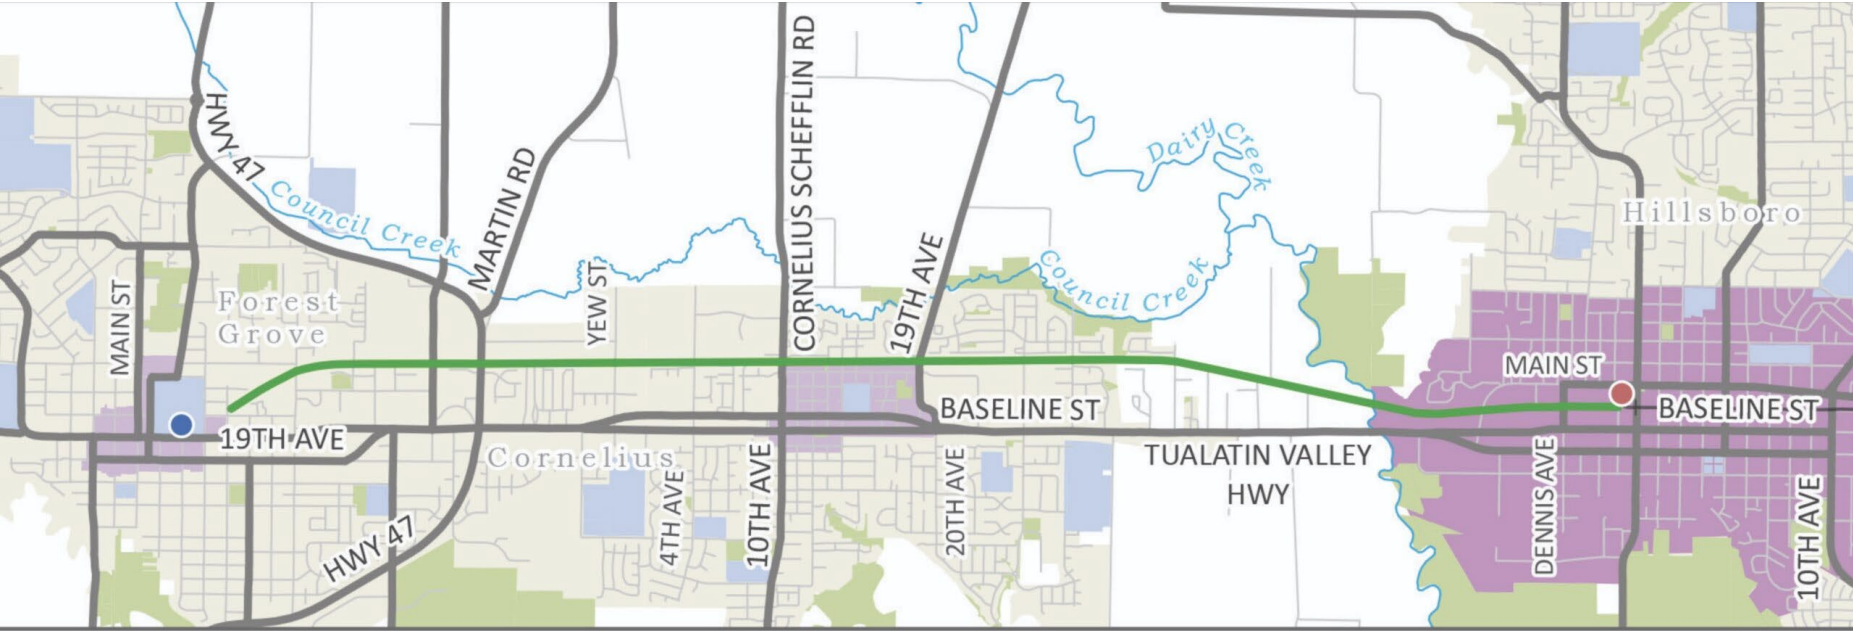 HWY 47
Council Creek
MARTIN RD
CORNELIUS SCHEFFLIN RD
19TH AVE
Dairy Creek
Council Creek
Hillsboro
MAIN ST
Forest
Grove
YEW ST
MAIN ST
BASELINE ST
BASELINE ST
19TH AVE
Cornelius
TUALATIN VALLEY
HWY
HWY 47
4TH AVE
10TH AVE
20TH AVE
DENNIS AVE
10TH AVE